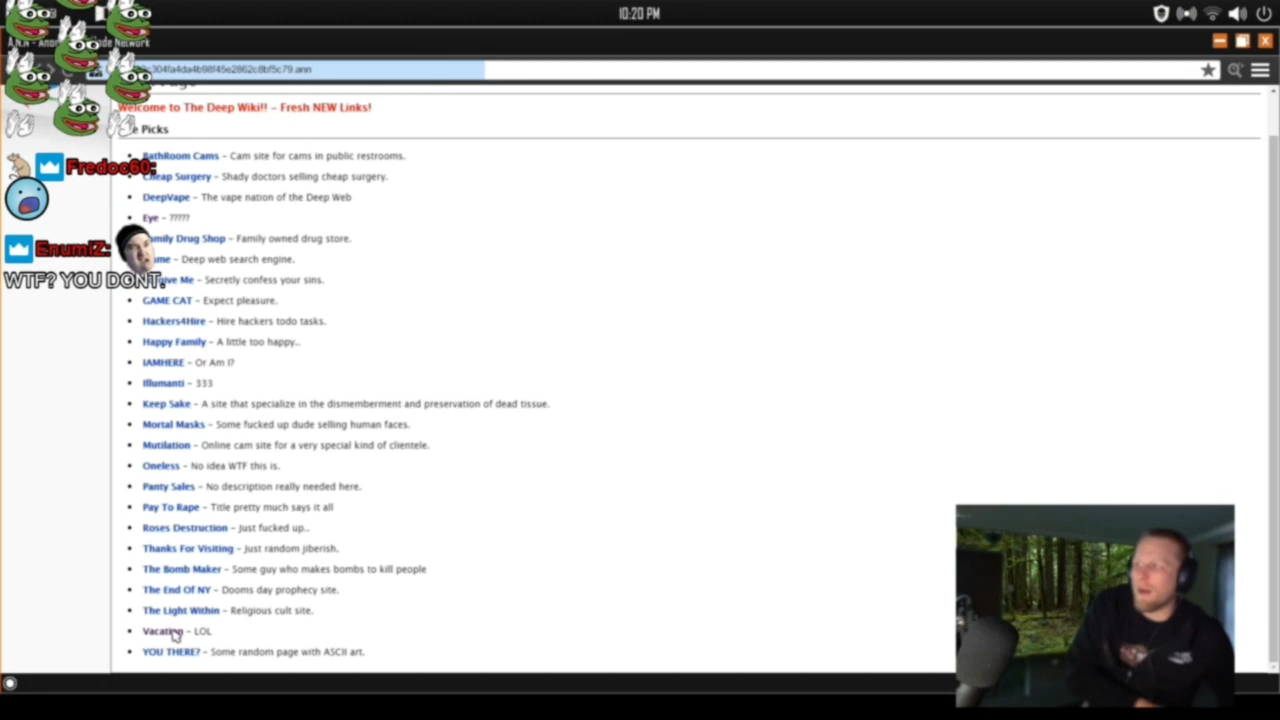 10:20 PM
Node Network
c304fa4da4b98f45e2862c8bf5c79.ann
Welcome to The Deep Wiki!! – Fresh NEW Links!
Picks
BathRoom Cams – Cam site for cams in public restrooms.
Fredoc60:
Cheap Surgery – Shady doctors selling cheap surgery.
DeepVape – The vape nation of the Deep Web
Eye – ?????
Family Drug Shop – Family owned drug store.
EnumiZ:
– Deep web search engine.
WTF? YOU DONT.
Me – Secretly confess your sins.
GAME CAT – Expect pleasure.
Hackers4Hire – Hire hackers todo tasks.
Happy Family – A little too happy..
IAMHERE – Or Am I?
Illumanti – 333
Keep Sake – A site that specialize in the dismemberment and preservation of dead tissue.
Mortal Masks – Some fucked up dude selling human faces.
Mutilation – Online cam site for a very special kind of clientele.
Oneless – No idea WTF this is.
Panty Sales – No description really needed here.
Pay To Rape – Title pretty much says it all
Roses Destruction – Just fucked up..
Thanks For Visiting – Just random jiberish.
The Bomb Maker – Some guy who makes bombs to kill people
The End Of NY – Dooms day prophecy site.
The Light Within – Religious cult site.
Vacation – LOL
YOU THERE? – Some random page with ASCII art.